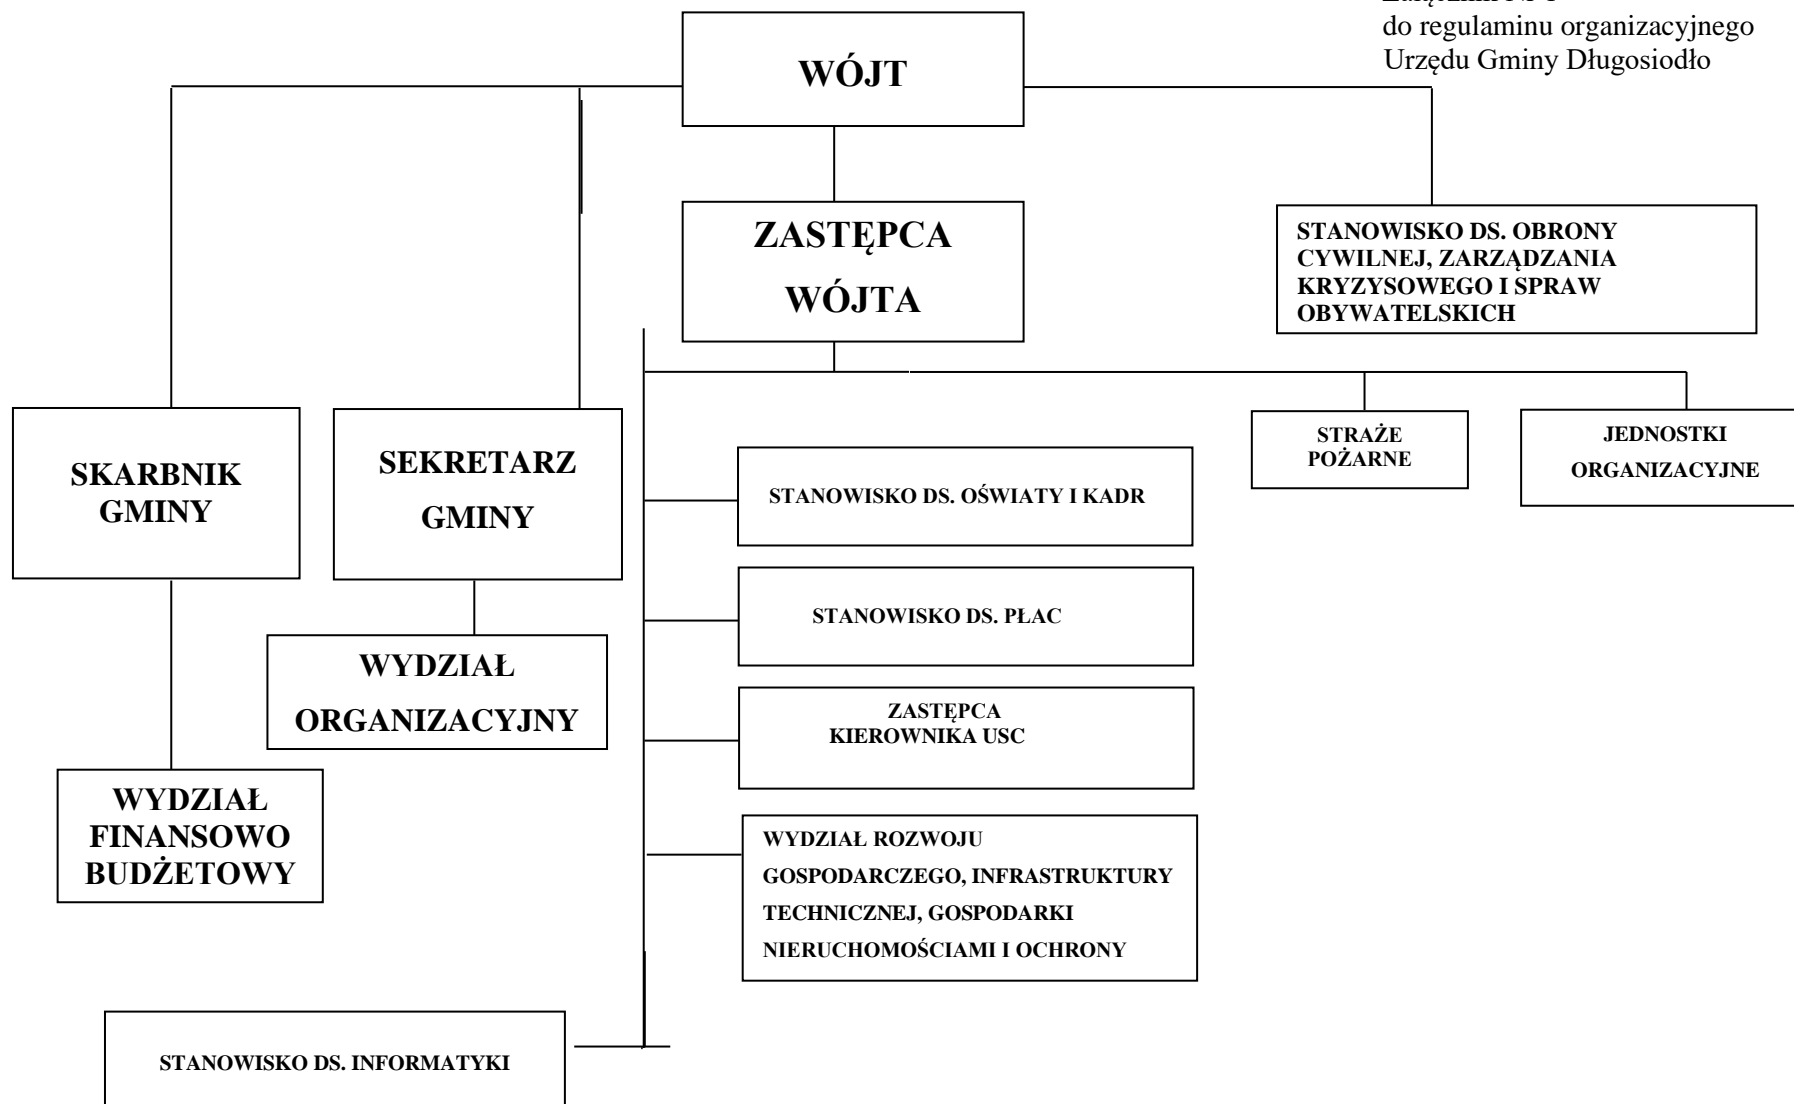 do regulaminu organizacyjnego
Urzędu Gminy Długosiodło
WÓJT
ZASTĘPCA
WÓJTA
STANOWISKO DS. OBRONY
CYWILNEJ, ZARZĄDZANIA
KRYZYSOWEGO I SPRAW
OBYWATELSKICH
SKARBNIK
GMINY
SEKRETARZ
GMINY
STRAŻE
POŻARNE
JEDNOSTKI
ORGANIZACYJNE
STANOWISKO DS. OŚWIATY I KADR
STANOWISKO DS. PŁAC
WYDZIAŁ
ORGANIZACYJNY
ZASTĘPCA
KIEROWNIKA USC
WYDZIAŁ
FINANSOWO
BUDŻETOWY
WYDZIAŁ ROZWOJU
GOSPODARCZEGO, INFRASTRUKTURY
TECHNICZNEJ, GOSPODARKI
NIERUCHOMOŚCIAMI I OCHRONY
STANOWISKO DS. INFORMATYKI